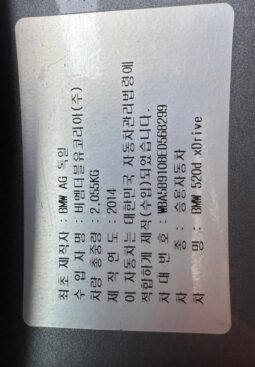 최초 제작자 : BMW AG 독일
수 입 자 명 : 비엠더블유코리아(주)
차량 총중량 : 2,055KG
제 작 연 도 : 2014
이 자동차는 대한민국 자동차관리법령에
적합하게 제작(수입)되었습니다.
차 대 번 호 : WBA5B9108ED568299
차 종 : 승용자동차
차 명 : BMW 520d xDrive